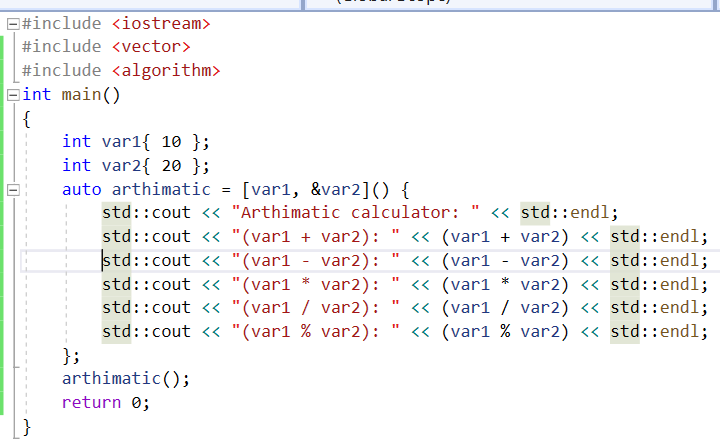 #include <iostream>
#include <vector>
#include <algorithm>
int main()
{
    int var1{ 10 };
    int var2{ 20 };
    auto arthimatic = [var1, &var2]() {
        std::cout << "Arthimatic calculator: " << std::endl;
        std::cout << "(var1 + var2): " << (var1 + var2) << std::endl;
        std::cout << "(var1 - var2): " << (var1 - var2) << std::endl;
        std::cout << "(var1 * var2): " << (var1 * var2) << std::endl;
        std::cout << "(var1 / var2): " << (var1 / var2) << std::endl;
        std::cout << "(var1 % var2): " << (var1 % var2) << std::endl;
    };
    arthimatic();
    return 0;
}